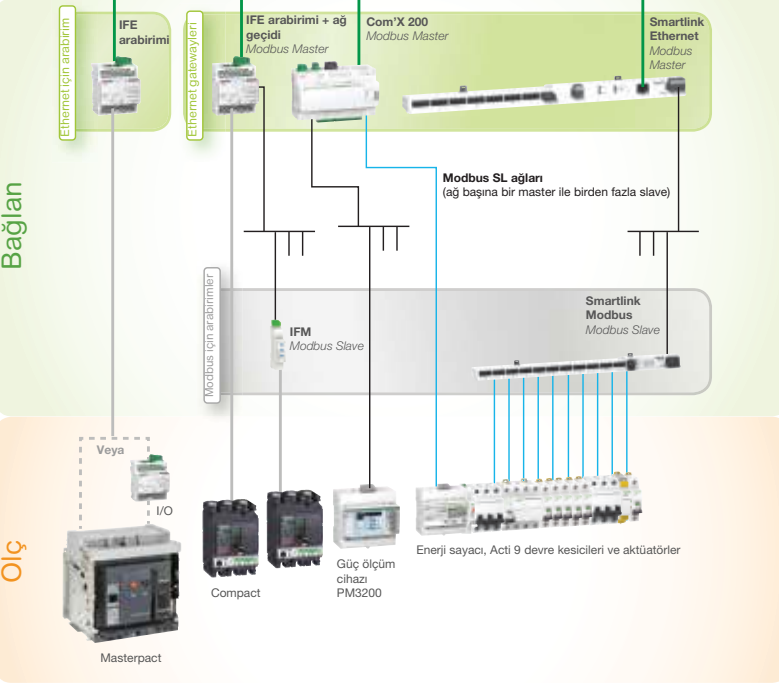 Ethernet için arabirim
IFE
arabirimi
Ethernet gatewayleri
IFE arabirimi + ağ
geçidi
Modbus Master
Com’X 200
Modbus Master
Smartlink
Ethernet
Modbus
Master
Bağlan
Modbus SL ağları
(ağ başına bir master ile birden fazla slave)
Modbus için arabirimler
IFM
Modbus Slave
Smartlink
Modbus
Modbus Slave
Ölç
Veya
I/O
Masterpact
Compact
Güç ölçüm
cihazı
PM3200
Enerji sayacı, Acti 9 devre kesicileri ve aktüatörler